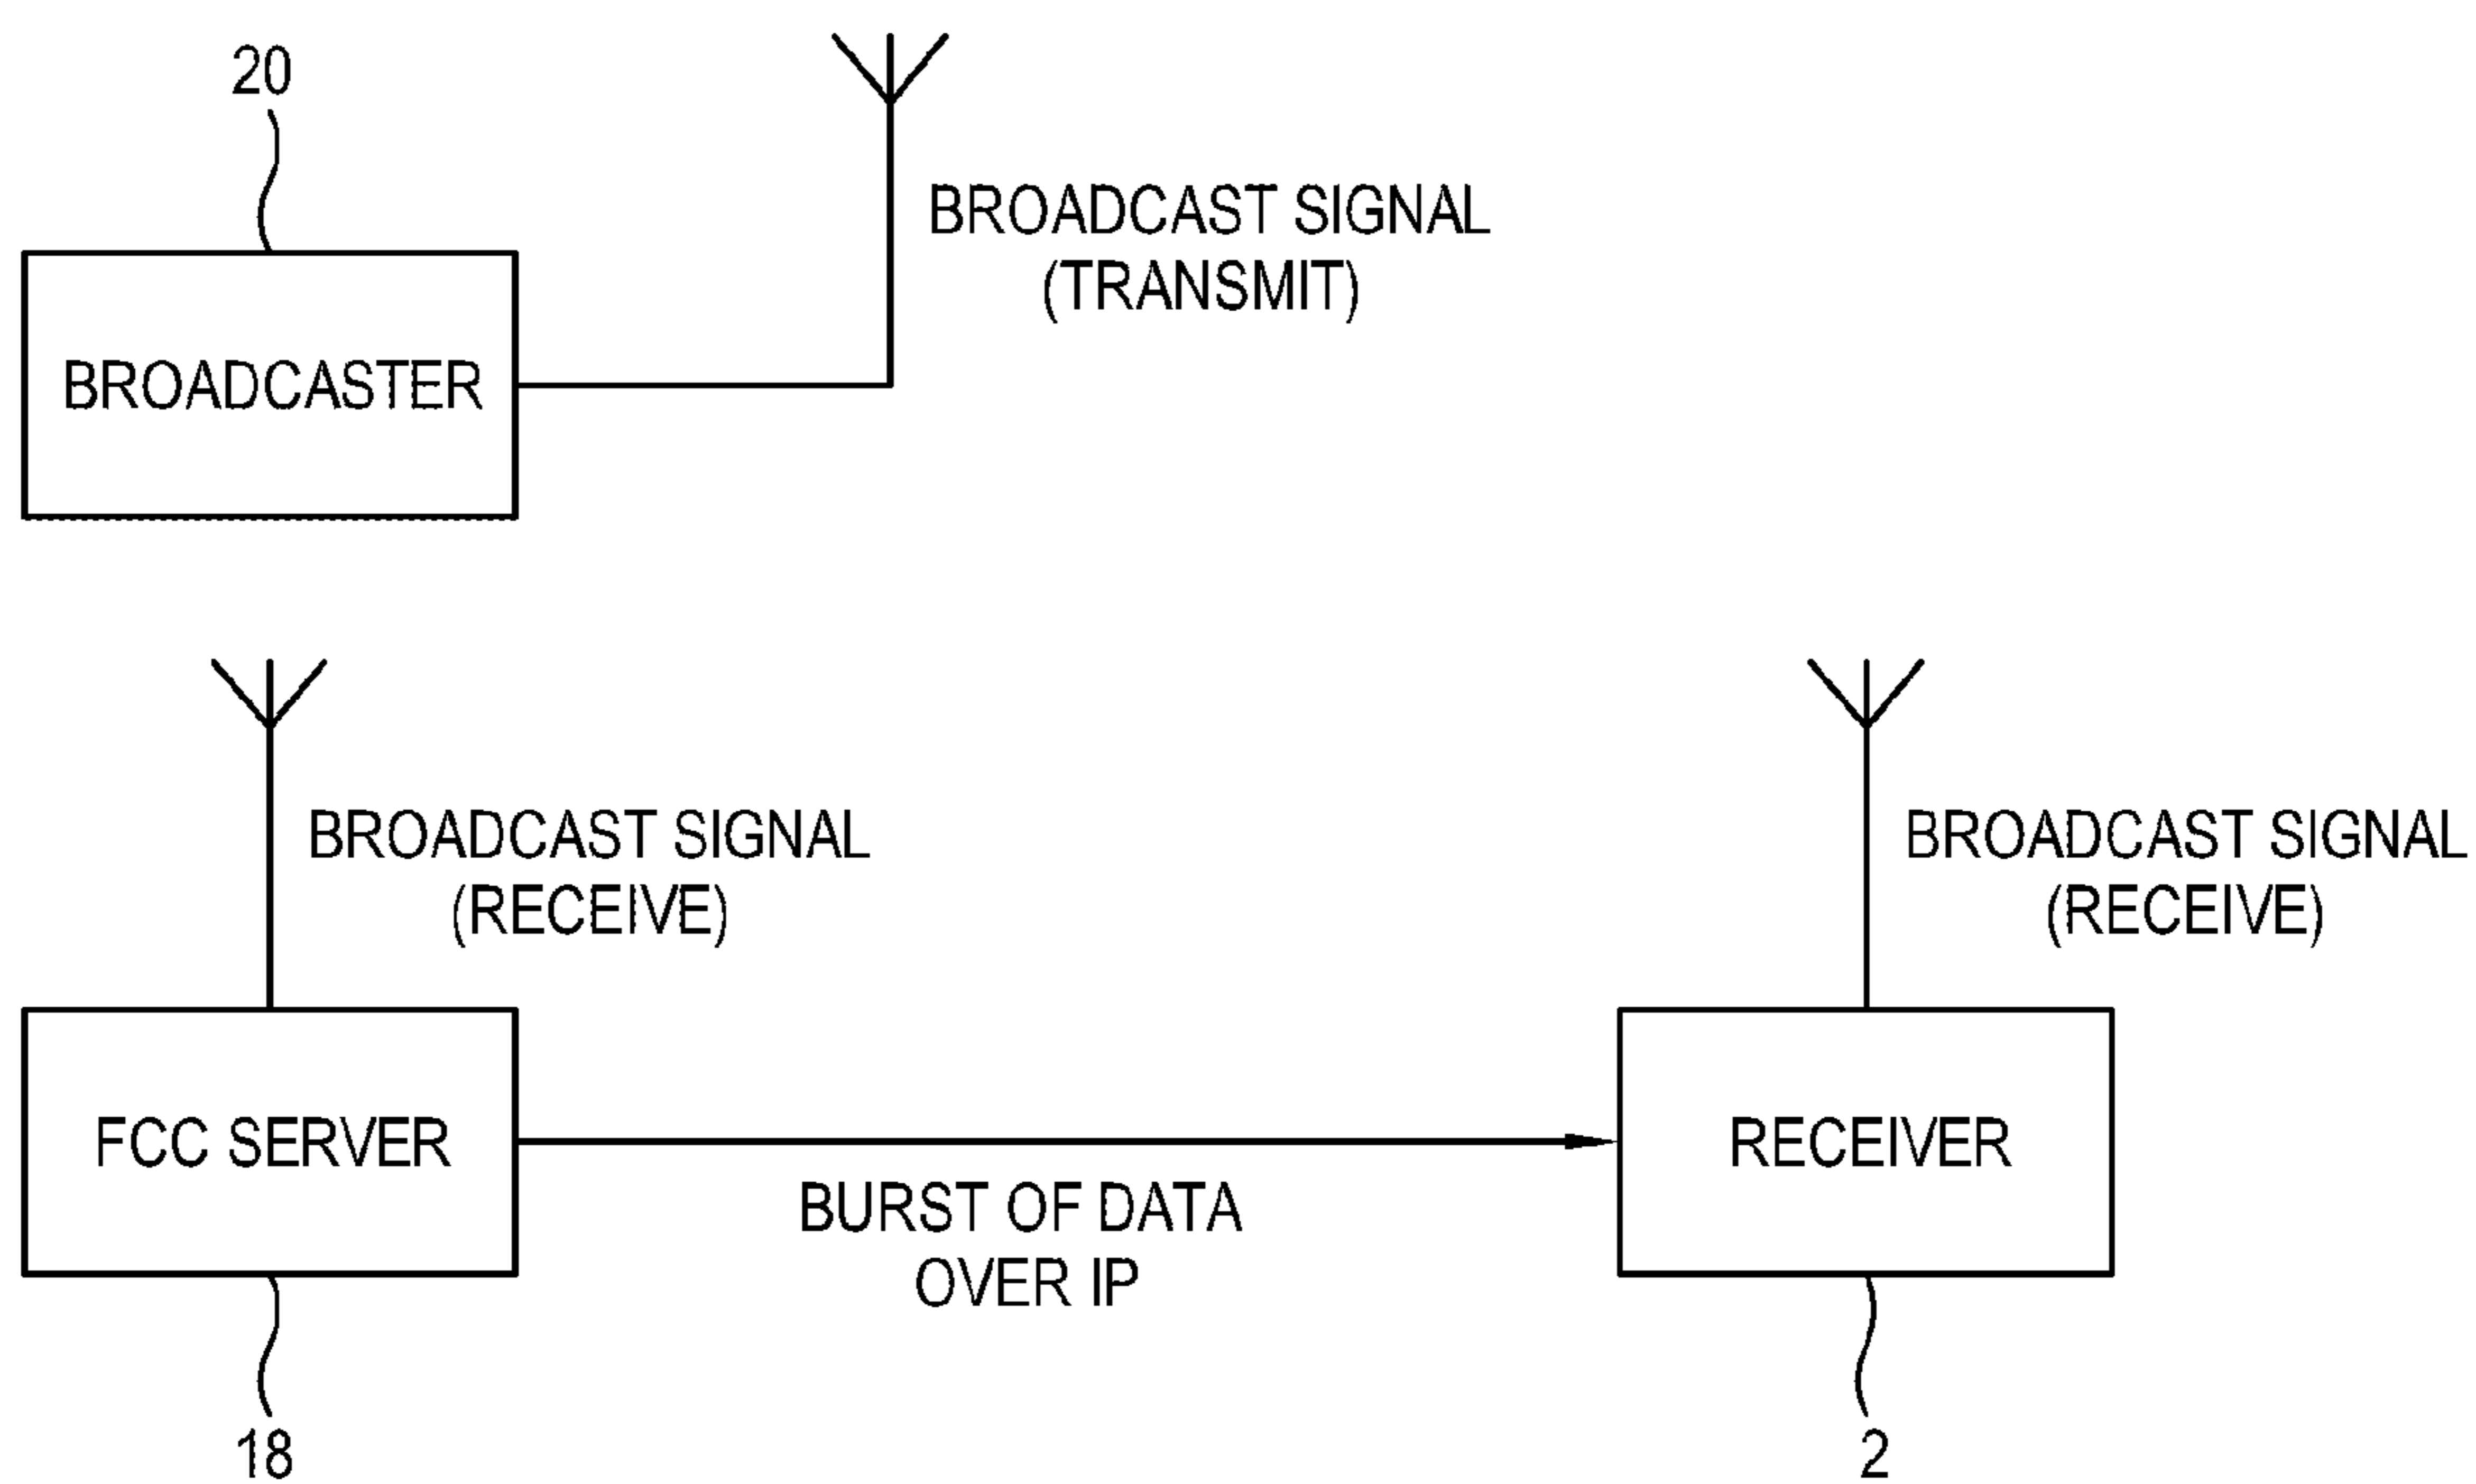 20
BROADCAST SIGNAL
(TRANSMIT)
BROADCASTER
BROADCAST SIGNAL
(RECEIVE)
BROADCAST SIGNAL
(RECEIVE)
FCC SERVER
RECEIVER
BURST OF DATA
OVER IP
18
2